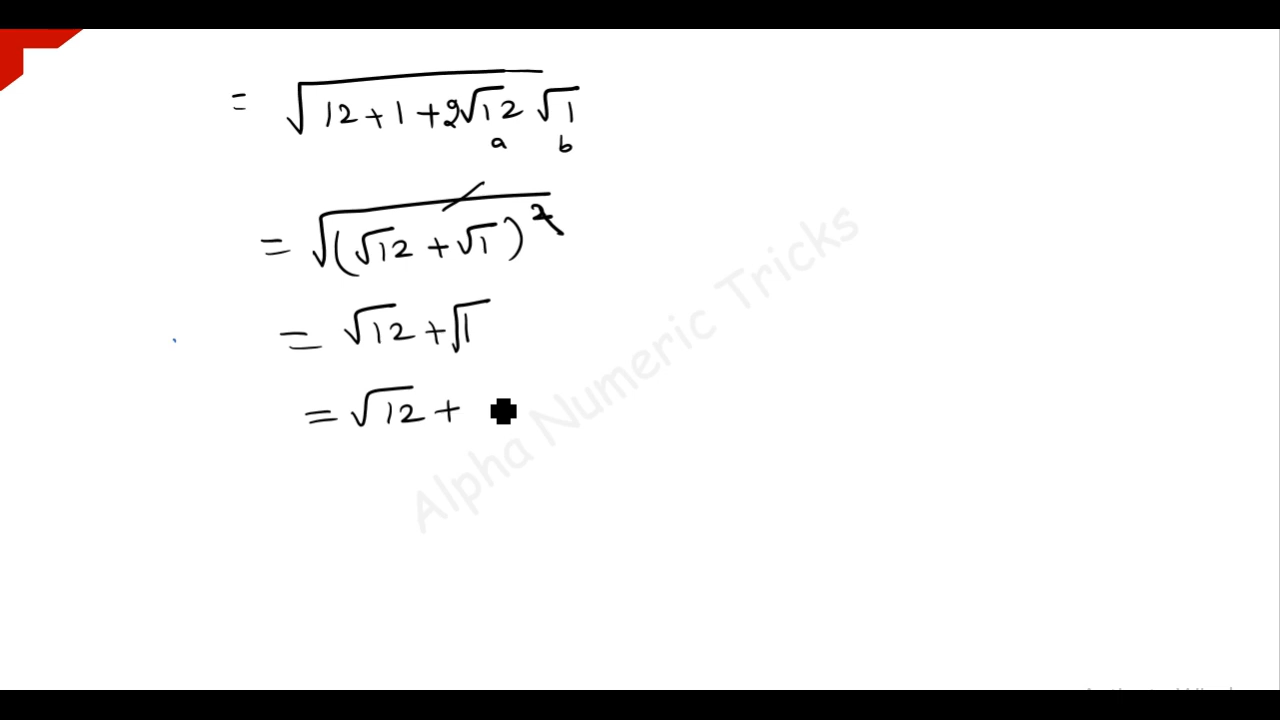 = √12+1+2√12 √1
a b
= √(√12 + √1)²
= √12 + √1
= √12 +
Alpha Numeric Tricks